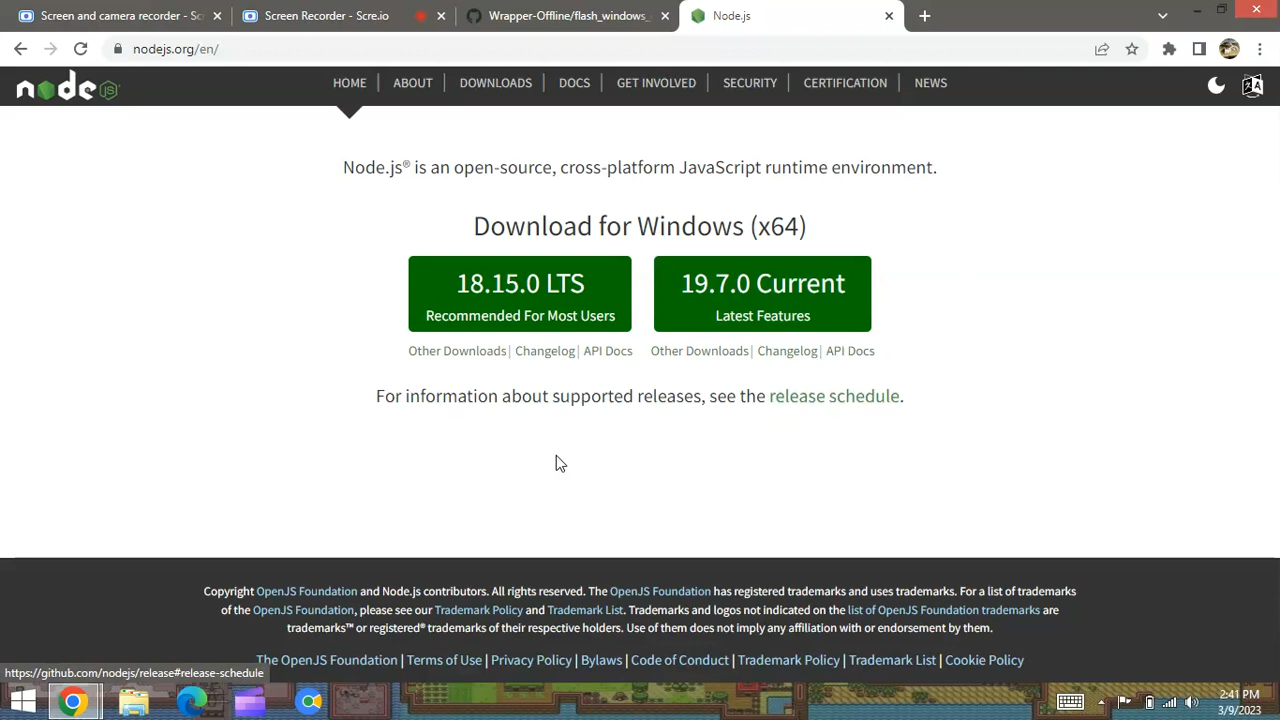 Screen and camera recorder - Sc
Screen Recorder - Scre.io
Wrapper-Offline/flash_windows_
Node.js
nodejs.org/en/
node JS
HOME | ABOUT | DOWNLOADS | DOCS | GET INVOLVED | SECURITY | CERTIFICATION | NEWS
Node.js® is an open-source, cross-platform JavaScript runtime environment.
Download for Windows (x64)
18.15.0 LTS
Recommended For Most Users
19.7.0 Current
Latest Features
Other Downloads | Changelog | API Docs
Other Downloads | Changelog | API Docs
For information about supported releases, see the release schedule.
Copyright OpenJS Foundation and Node.js contributors. All rights reserved. The OpenJS Foundation has registered trademarks and uses trademarks. For a list of trademarks
of the OpenJS Foundation, please see our Trademark Policy and Trademark List. Trademarks and logos not indicated on the list of OpenJS Foundation trademarks are
trademarks™ or registered® trademarks of their respective holders. Use of them does not imply any affiliation with or endorsement by them.
The OpenJS Foundation | Terms of Use | Privacy Policy | Bylaws | Code of Conduct | Trademark Policy | Trademark List | Cookie Policy
https://github.com/nodejs/release#release-schedule
2:41 PM
3/9/2023